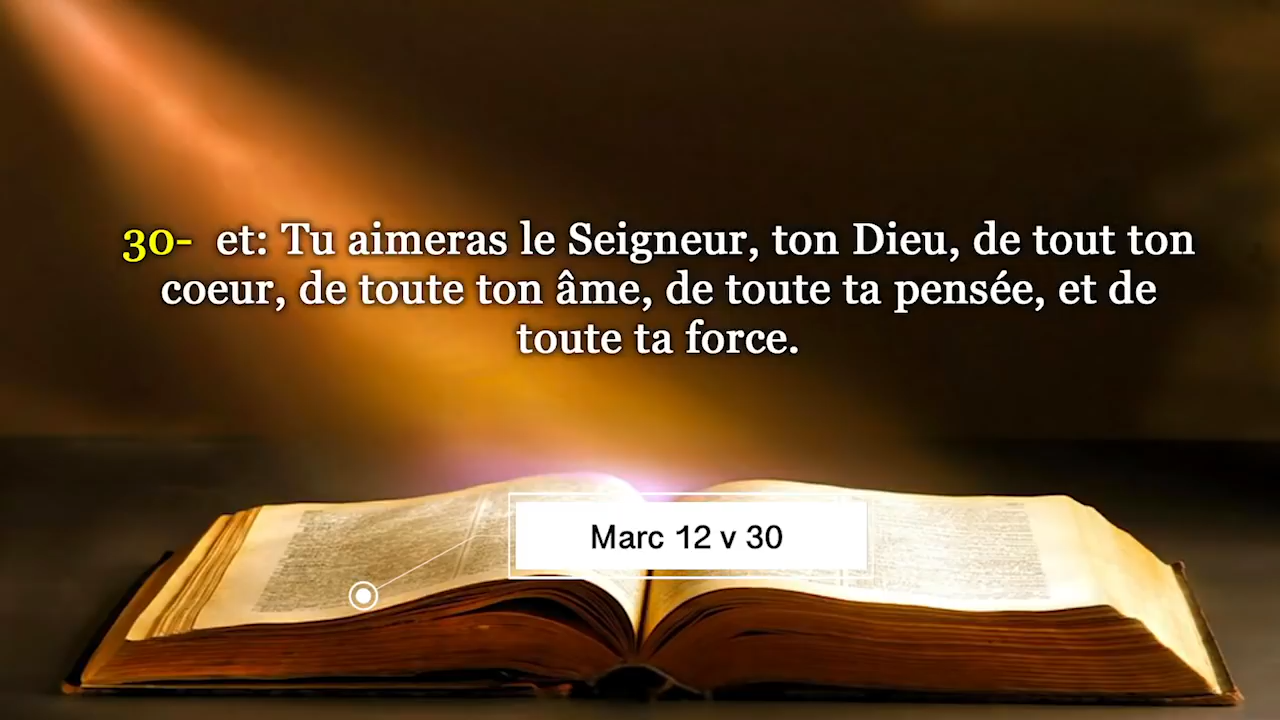 30- et: Tu aimeras le Seigneur, ton Dieu, de tout ton
coeur, de toute ton âme, de toute ta pensée, et de
toute ta force.
Marc 12 v 30